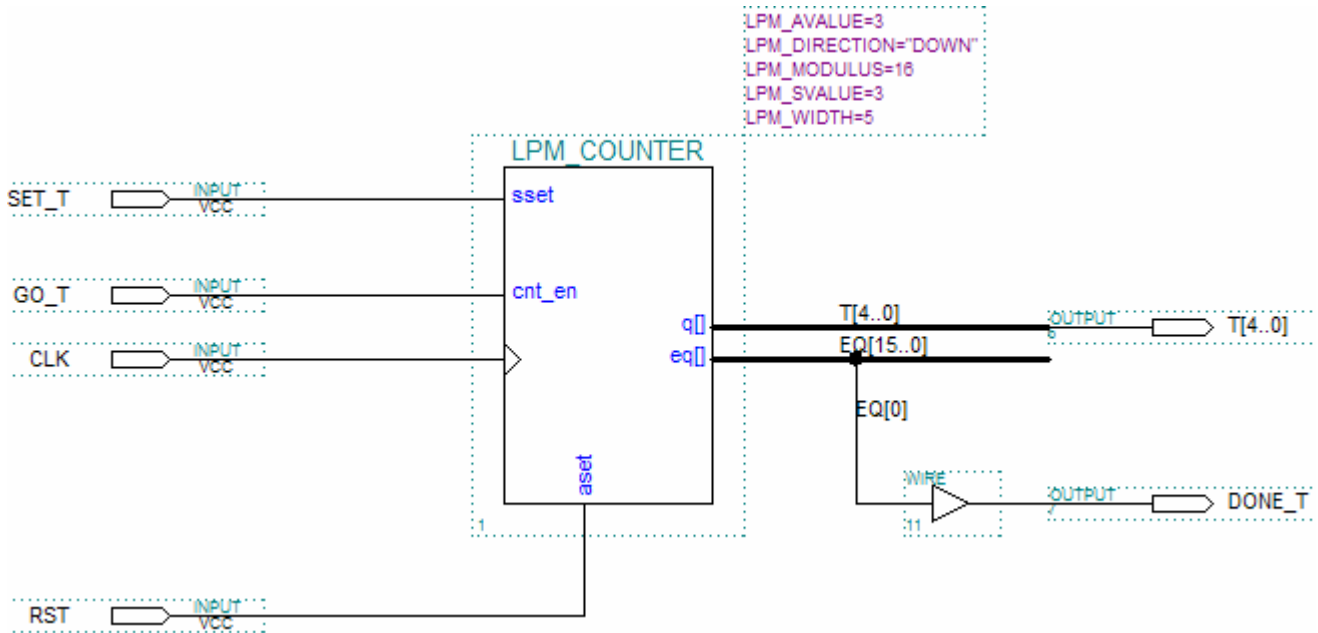 LPM_AVALUE=3
LPM_DIRECTION="DOWN"
LPM_MODULUS=16
LPM_SVALUE=3
LPM_WIDTH=5
LPM_COUNTER
SET_T INPUT VCC sset
GO_T INPUT VCC cnt_en
q[] T[4..0] OUTPUT 6 T[4..0]
CLK INPUT VCC eq[] EQ[15..0]
EQ[0]
aset
WIRE
11
OUTPUT 7 DONE_T
1
RST INPUT VCC